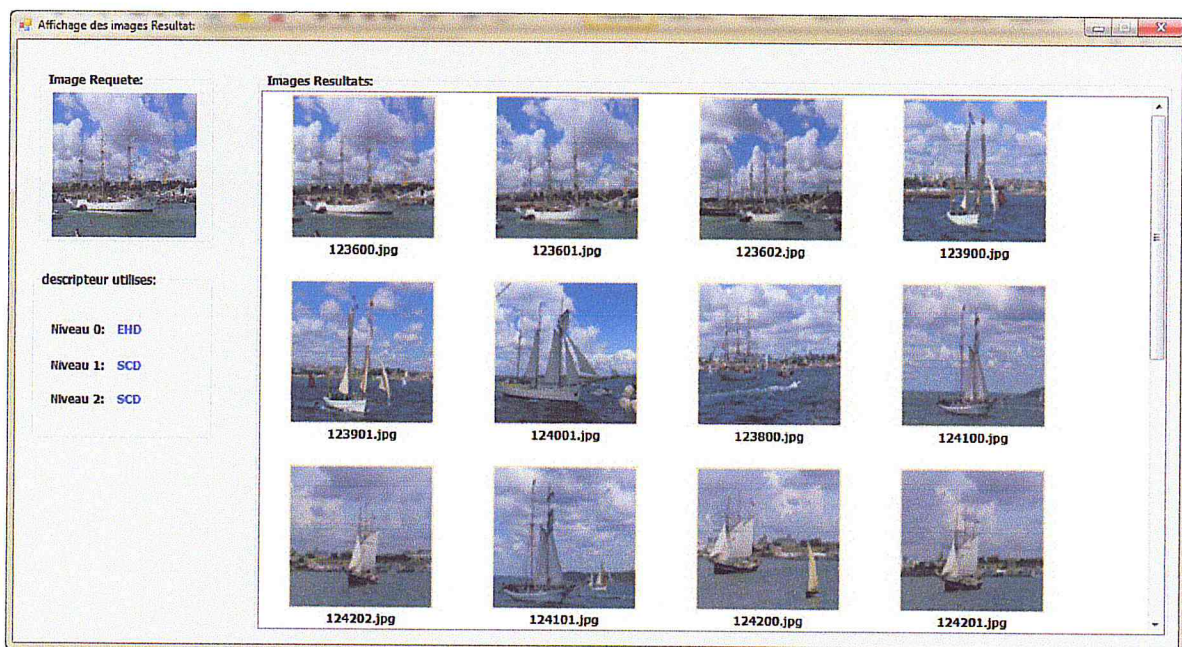 Affichage des images Resultat:
Image Requete:
Images Resultats:
123600.jpg
123601.jpg
123602.jpg
123900.jpg
descripteur utilises:
Niveau 0: EHD
Niveau 1: SCD
Niveau 2: SCD
123901.jpg
124001.jpg
123800.jpg
124100.jpg
124202.jpg
124101.jpg
124200.jpg
124201.jpg